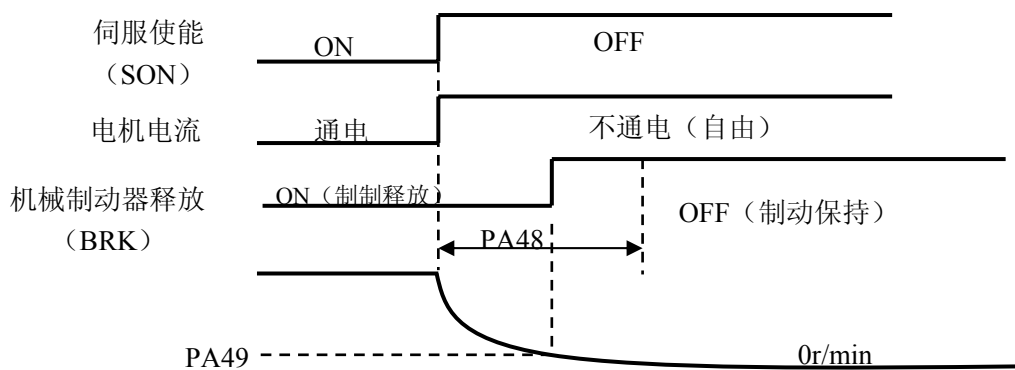 伺服使能
（SON）
ON
OFF
电机电流
通电
不通电（自由）
机械制动器释放
（BRK）
ON（制制释放）
OFF（制动保持）
PA48
PA49
0r/min